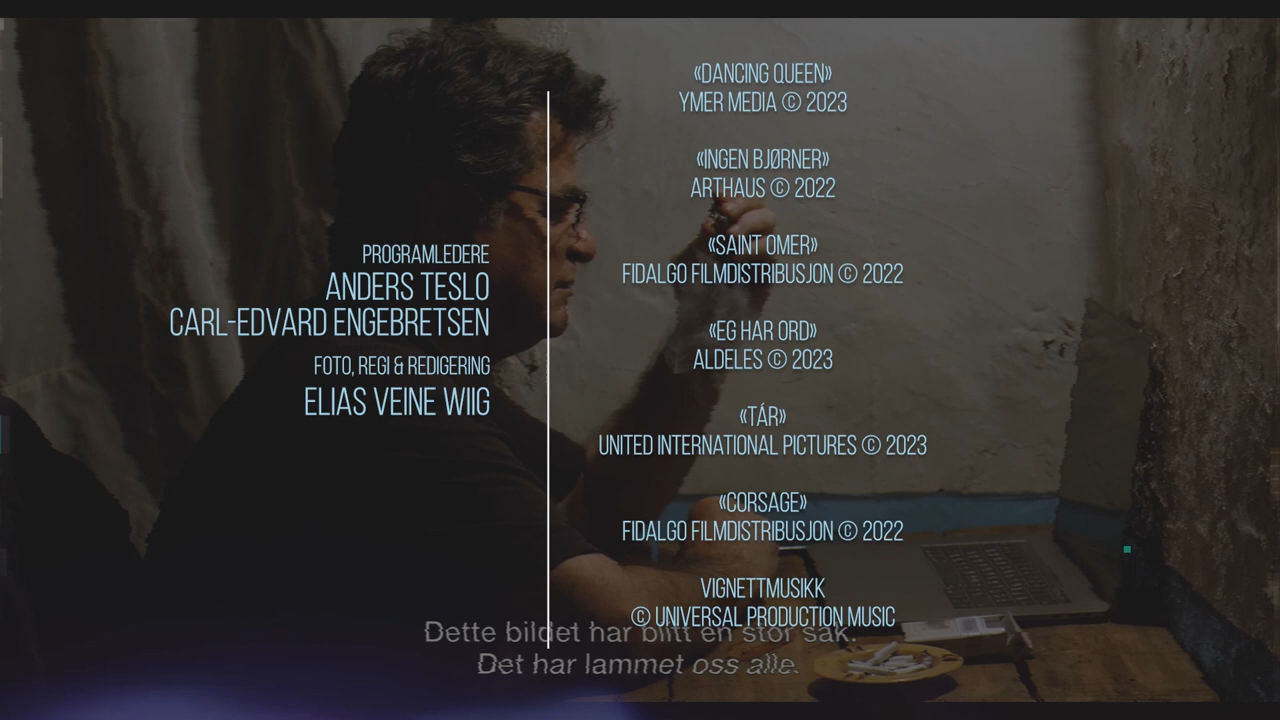 PROGRAMLEDERE
ANDERS TESLO
CARL-EDVARD ENGEBRETSEN
FOTO, REGI & REDIGERING
ELIAS VEINE WIIG
«DANCING QUEEN»
YMER MEDIA © 2023
«INGEN BJØRNER»
ARTHAUS © 2022
«SAINT OMER»
FIDALGO FILMDISTRIBUSJON © 2022
«EG HAR ORD»
ALDELES © 2023
«TÁR»
UNITED INTERNATIONAL PICTURES © 2023
«CORSAGE»
FIDALGO FILMDISTRIBUSJON © 2022
VIGNETTMUSIKK
© UNIVERSAL PRODUCTION MUSIC
Dette bildet har blitt en stor sak.
Det har lammet oss alle.